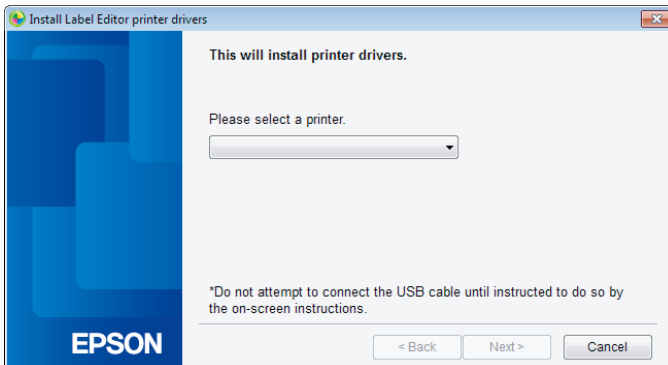 Install Label Editor printer drivers
This will install printer drivers.
Please select a printer.
*Do not attempt to connect the USB cable until instructed to do so by
the on-screen instructions.
EPSON
< Back
Next >
Cancel